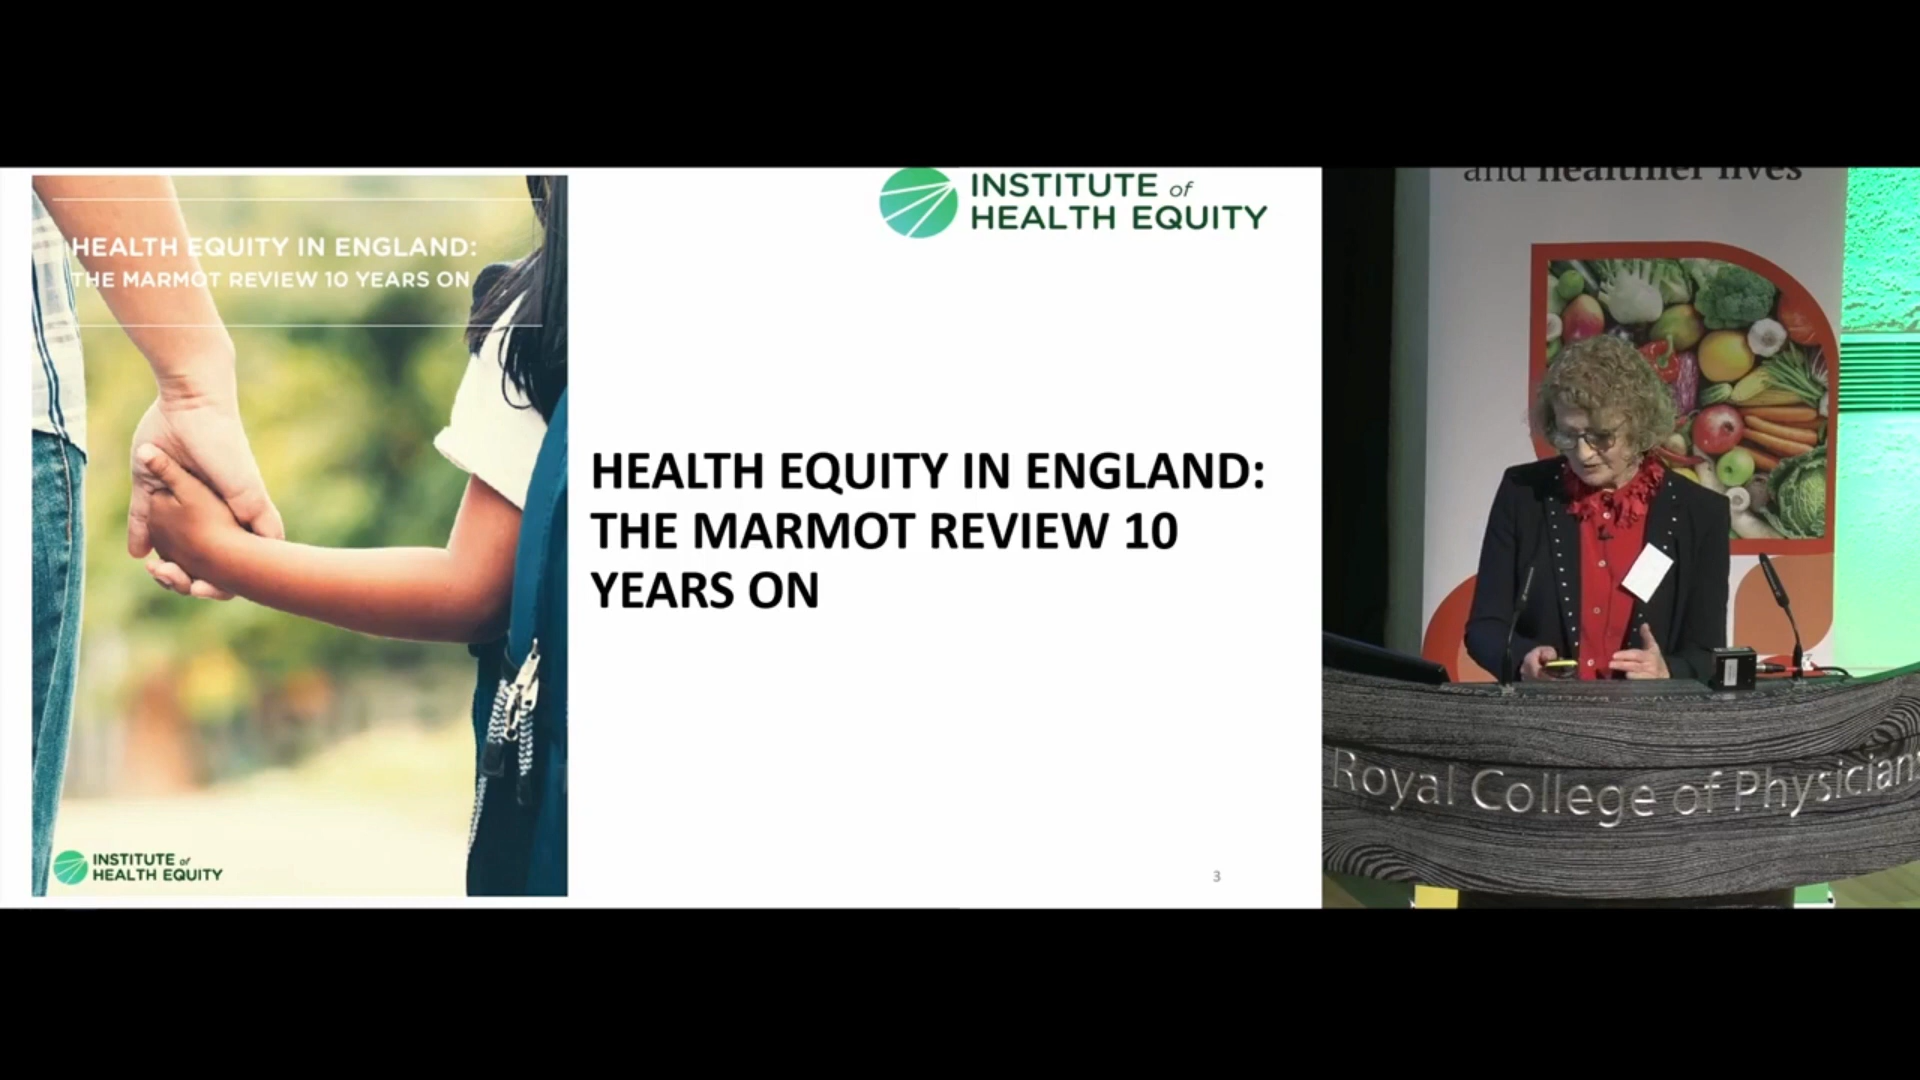 HEALTH EQUITY IN ENGLAND:
THE MARMOT REVIEW 10 YEARS ON
INSTITUTE of
HEALTH EQUITY
INSTITUTE of
HEALTH EQUITY
HEALTH EQUITY IN ENGLAND:
THE MARMOT REVIEW 10
YEARS ON
3
and healthier lives
Royal College of Physicians